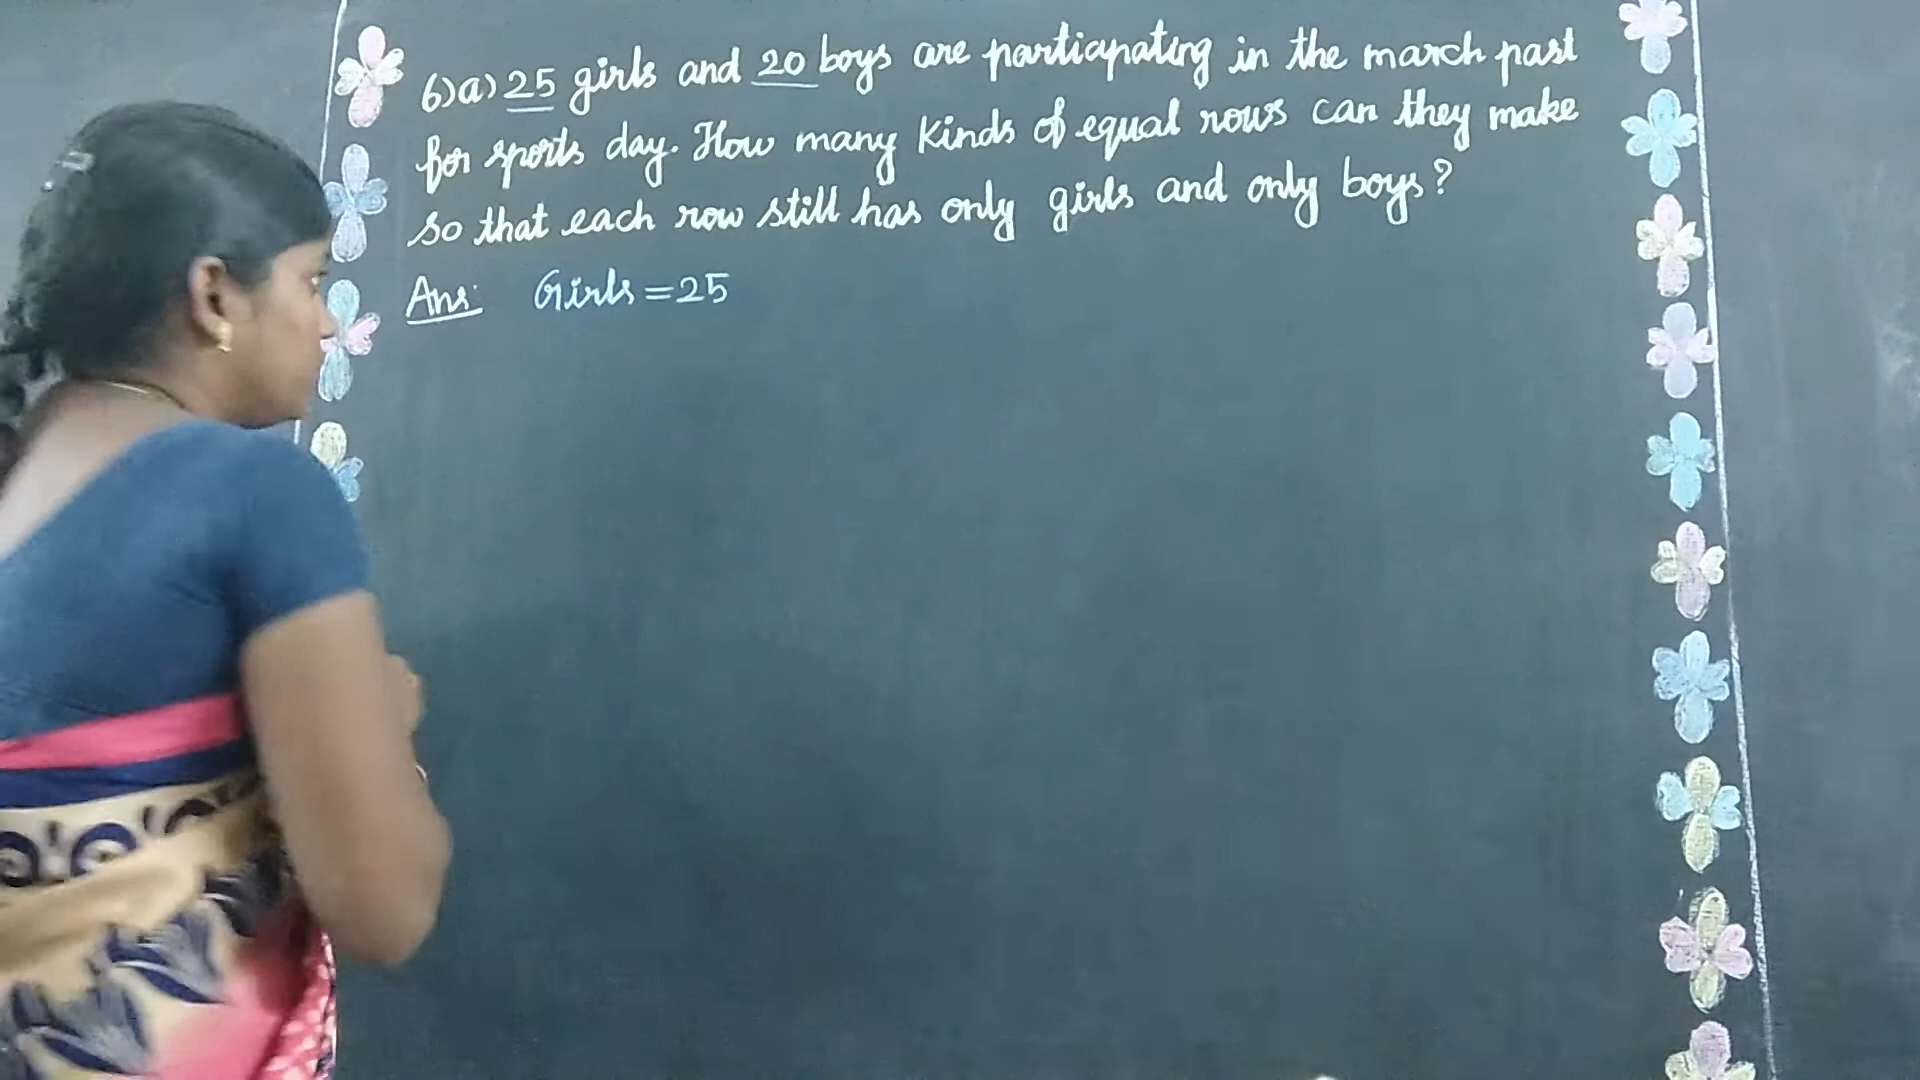 6)a) 25 girls and 20 boys are participating in the march past
for sports day. How many kinds of equal rows can they make
so that each row still has only girls and only boys?
Ans: Girls = 25